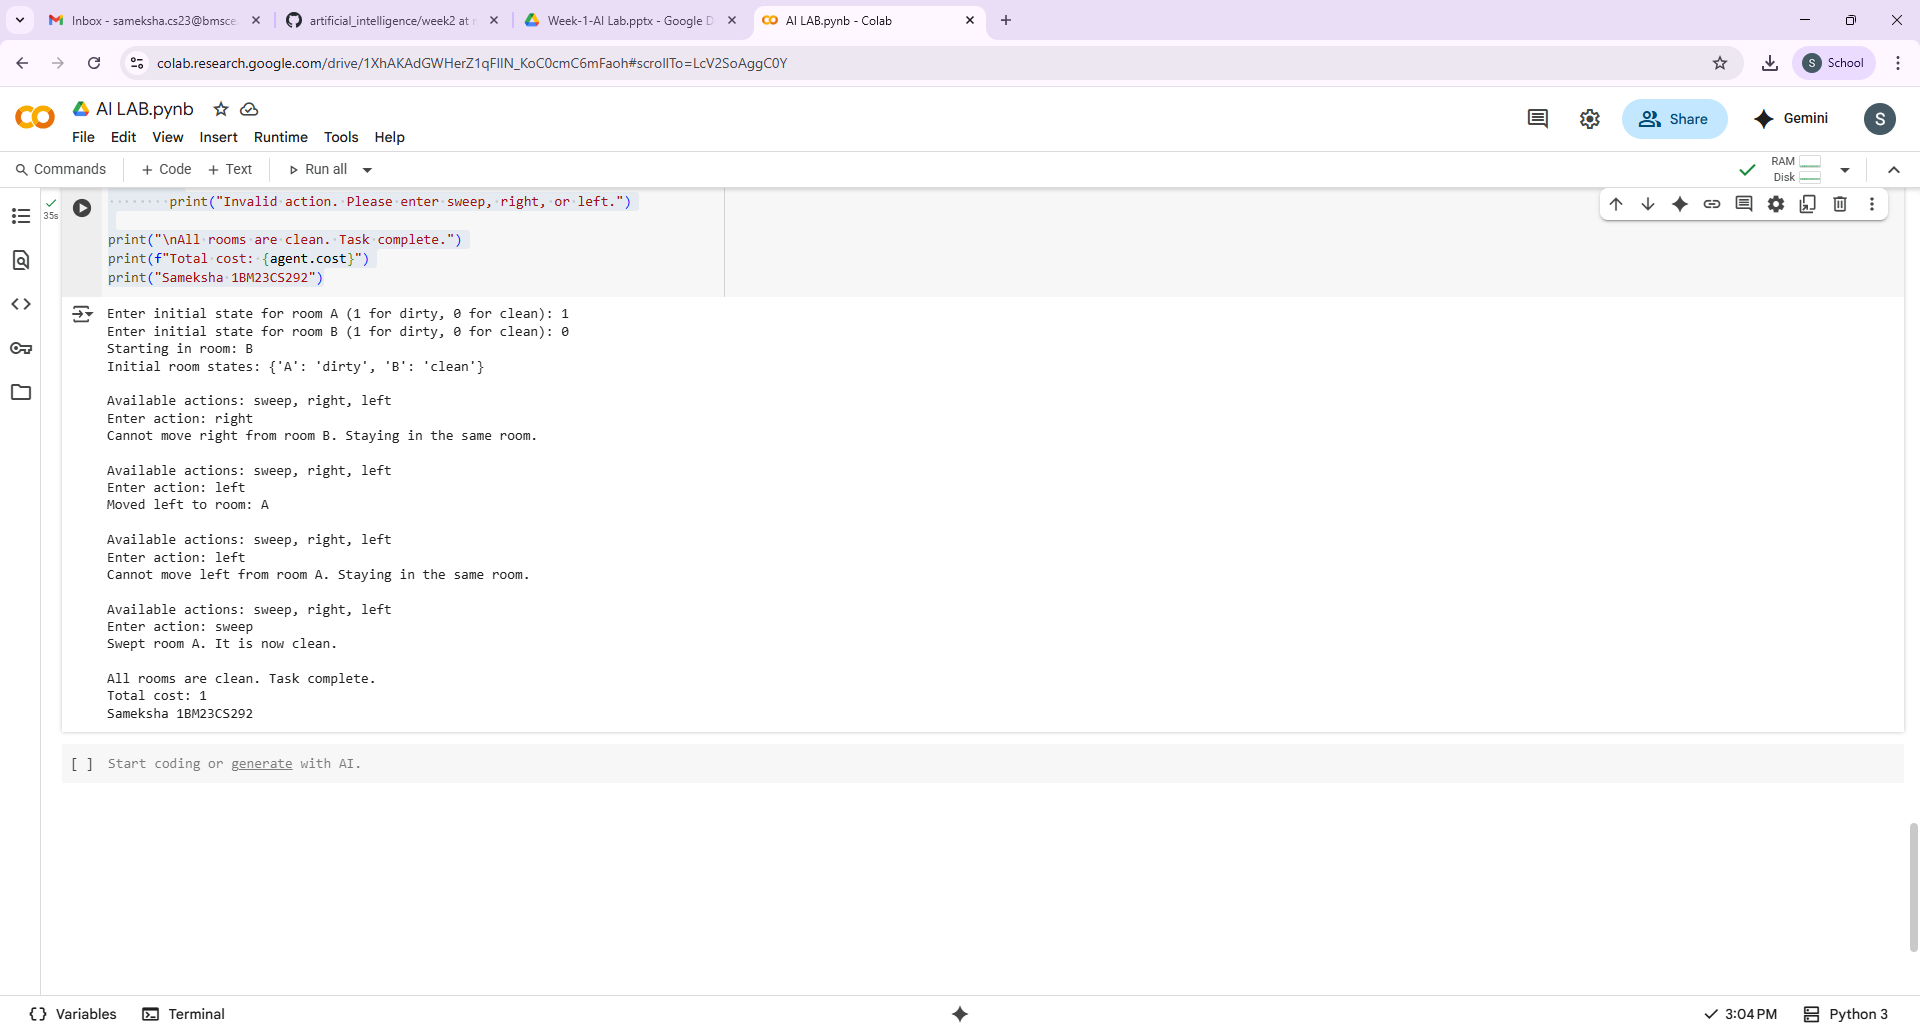 Inbox - sameksha.cs23@bmsce
artificial_intelligence/week2 at
Week-1-AI Lab.pptx - Google D
AI LAB.pynb - Colab
colab.research.google.com/drive/1XhAKAdGWHerZ1qFIlN_KoC0cmC6mFaoh#scrollTo=LcV2SoAggC0Y
S School
CO AI LAB.pynb
File Edit View Insert Runtime Tools Help
Share
Gemini
S
Commands + Code + Text Run all
RAM
Disk
35s
print("Invalid action. Please enter sweep, right, or left.")
print("\nAll rooms are clean. Task complete.")
print(f"Total cost: {agent.cost}")
print("Sameksha 1BM23CS292")
Enter initial state for room A (1 for dirty, 0 for clean): 1
Enter initial state for room B (1 for dirty, 0 for clean): 0
Starting in room: B
Initial room states: {'A': 'dirty', 'B': 'clean'}
Available actions: sweep, right, left
Enter action: right
Cannot move right from room B. Staying in the same room.
Available actions: sweep, right, left
Enter action: left
Moved left to room: A
Available actions: sweep, right, left
Enter action: left
Cannot move left from room A. Staying in the same room.
Available actions: sweep, right, left
Enter action: sweep
Swept room A. It is now clean.
All rooms are clean. Task complete.
Total cost: 1
Sameksha 1BM23CS292
[ ] Start coding or generate with AI.
{} Variables Terminal
3:04 PM Python 3